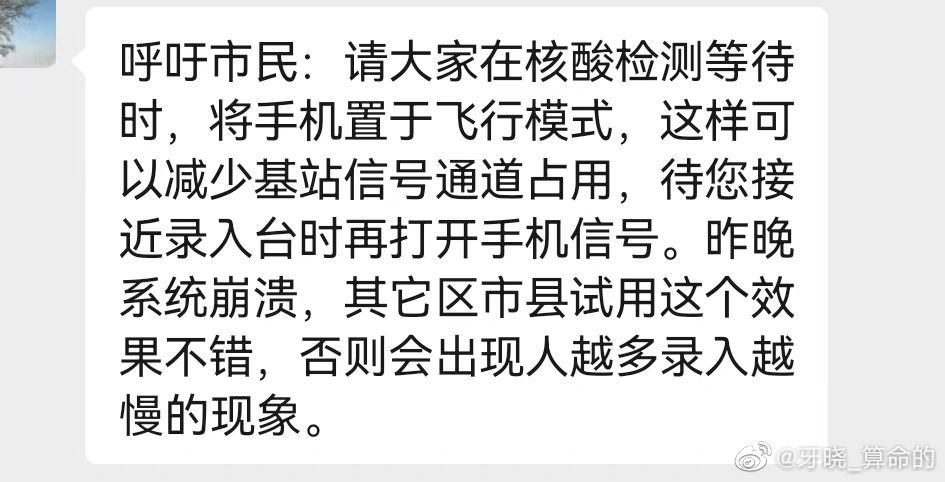 呼吁市民：请大家在核酸检测等待
时，将手机置于飞行模式，这样可
以减少基站信号通道占用，待您接
近录入台时再打开手机信号。昨晚
系统崩溃，其它区市县试用这个效
果不错，否则会出现人越多录入越
慢的现象。
@牙晓_算命的